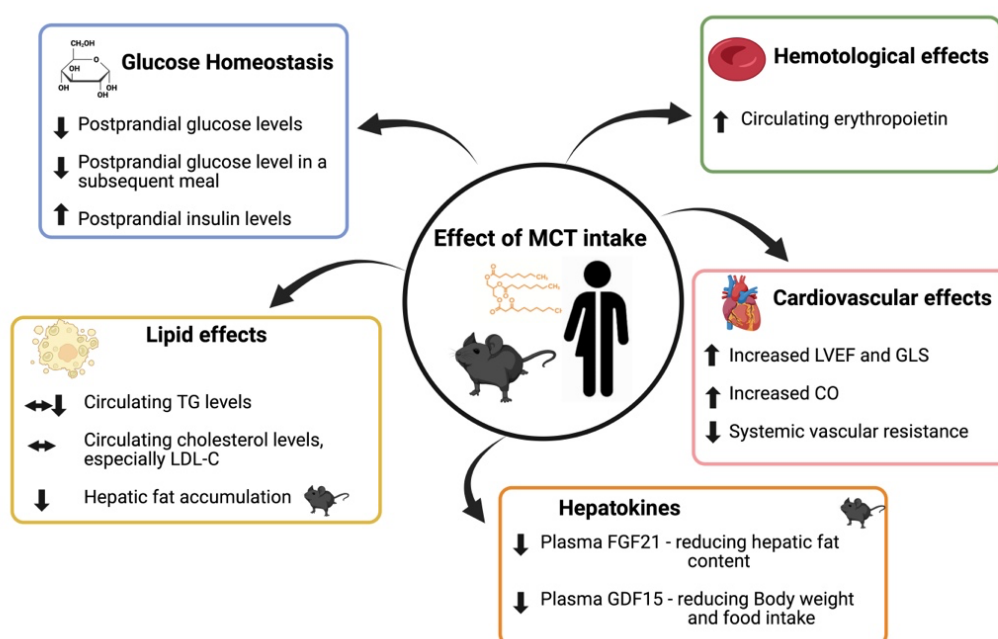 Glucose Homeostasis
CH₂OH
O
OH
OH
OH
OH
Postprandial glucose levels
Postprandial glucose level in a
subsequent meal
Postprandial insulin levels
Hemotological effects
Circulating erythropoietin
Effect of MCT intake
O
CH₃
O
O
CH₃
O
O
O
CH
Lipid effects
Circulating TG levels
Circulating cholesterol levels,
especially LDL-C
Hepatic fat accumulation
Cardiovascular effects
Increased LVEF and GLS
Increased CO
Systemic vascular resistance
Hepatokines
Plasma FGF21 - reducing hepatic fat
content
Plasma GDF15 - reducing Body weight
and food intake